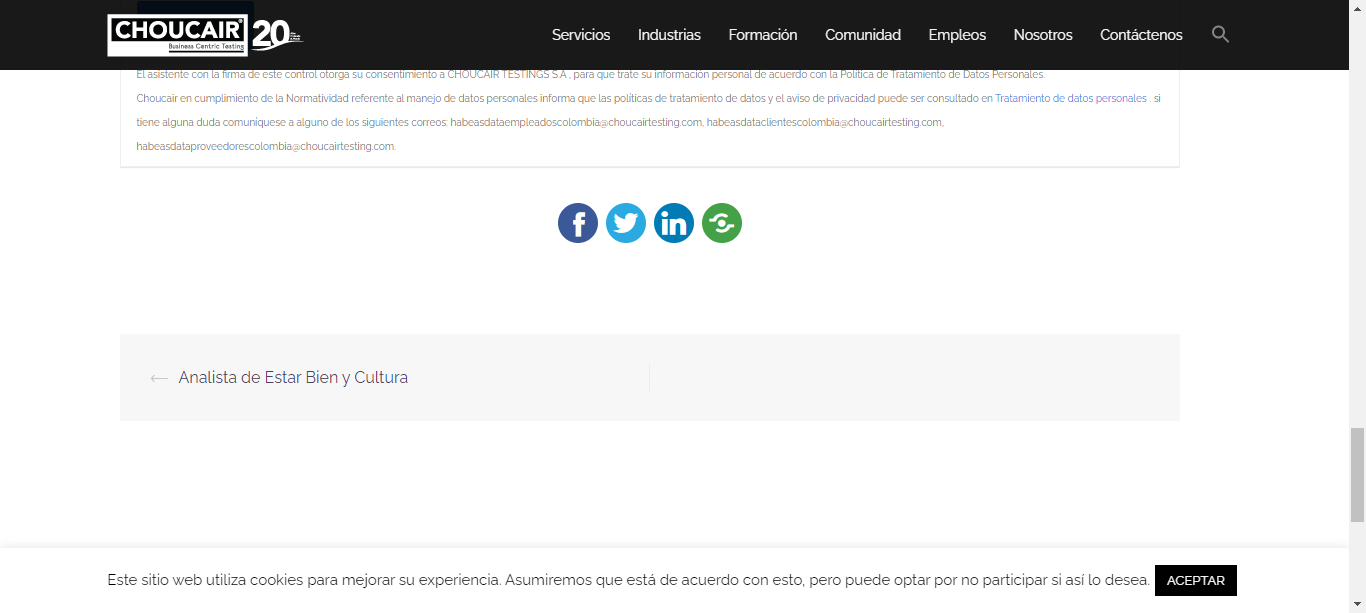 CHOUCAIR
Business Centric Testing
20
Servicios
Industrias
Formación
Comunidad
Empleos
Nosotros
Contáctenos
El asistente con la firma de este control otorga su consentimiento a CHOUCAIR TESTINGS S.A , para que trate su información personal de acuerdo con la Política de Tratamiento de Datos Personales.
Choucair en cumplimiento de la Normatividad referente al manejo de datos personales informa que las políticas de tratamiento de datos y el aviso de privacidad puede ser consultado en Tratamiento de datos personales . si
tiene alguna duda comuniquese a alguno de los siguientes correos: habeasdataempleadoscolombia@choucairtesting.com, habeasdataclientescolombia@choucairtesting.com,
habeasdataproveedorescolombia@choucairtesting.com.
⟵ Analista de Estar Bien y Cultura
Este sitio web utiliza cookies para mejorar su experiencia. Asumiremos que está de acuerdo con esto, pero puede optar por no participar si así lo desea. ACEPTAR